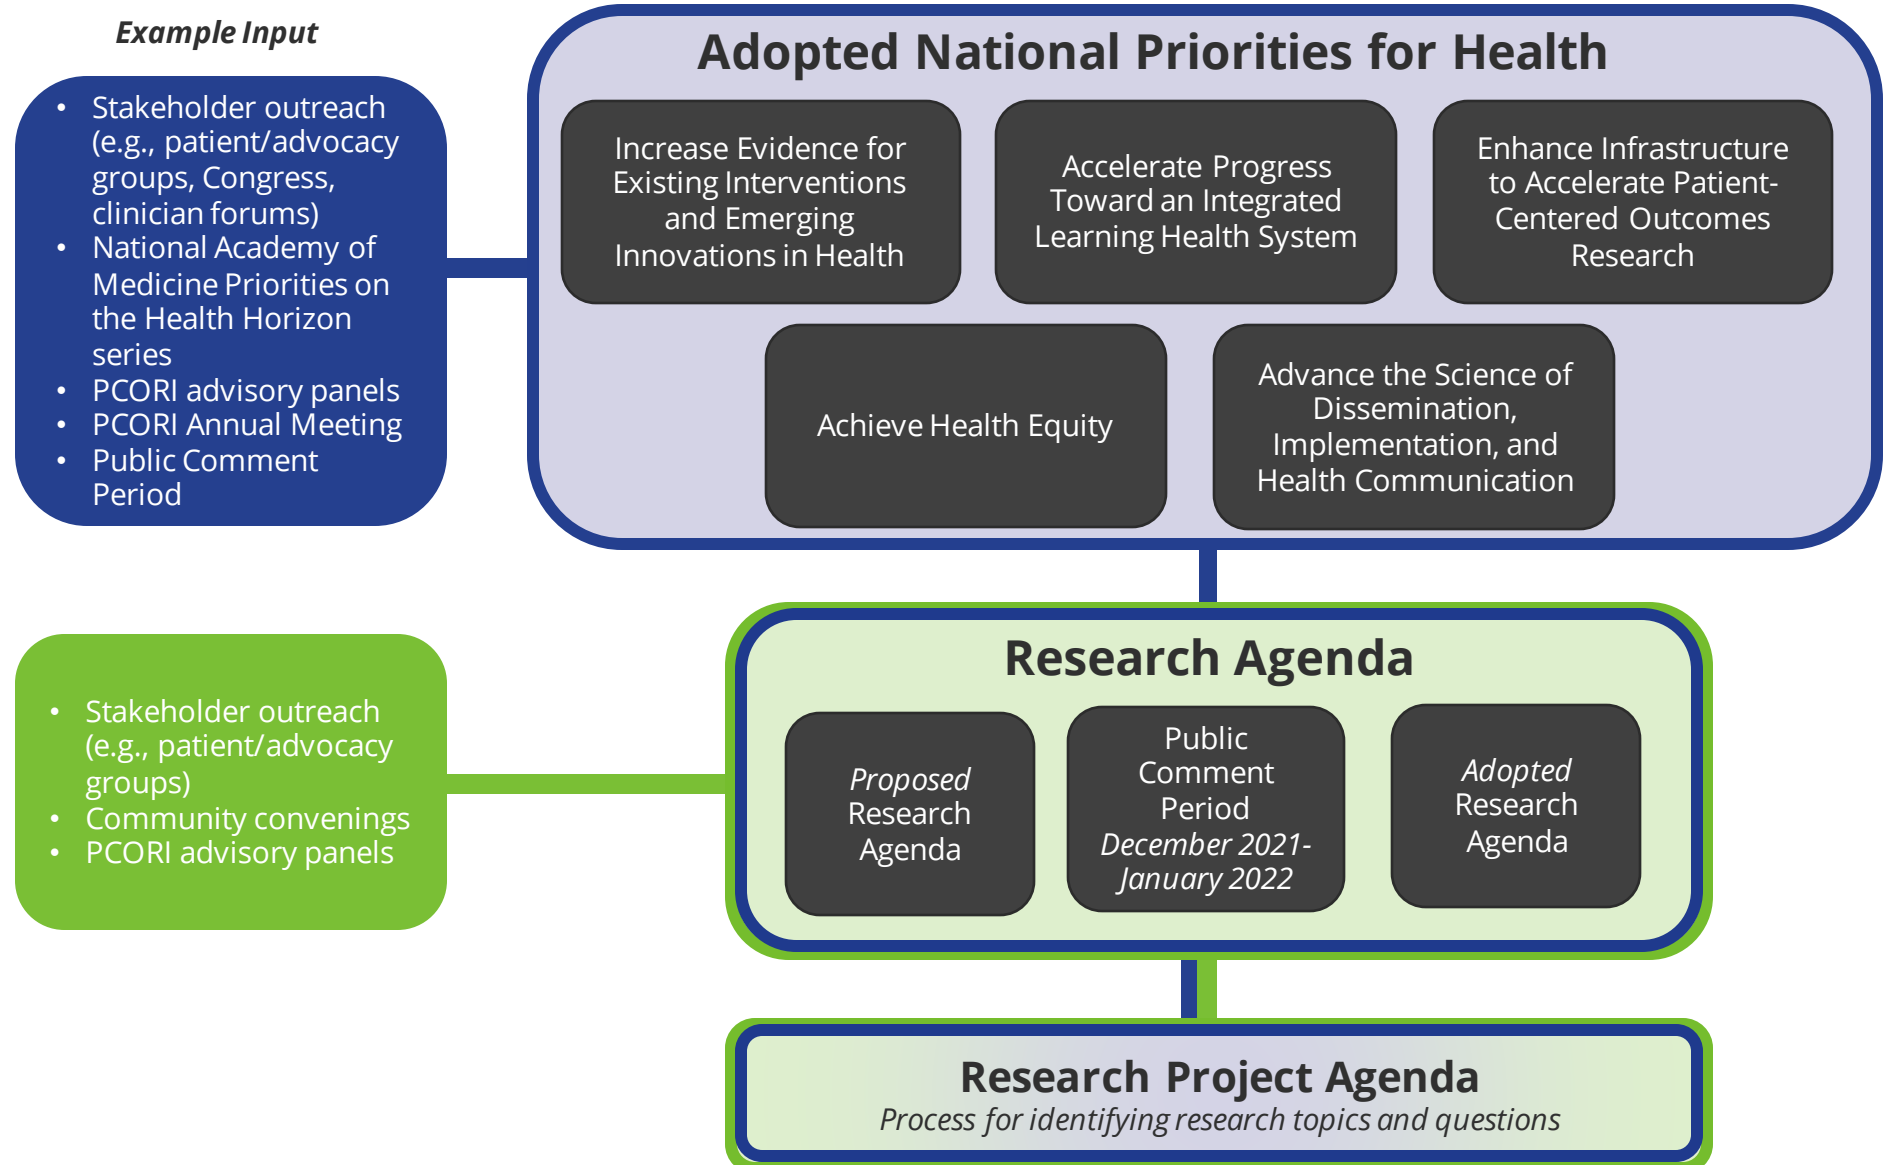 Example Input
• Stakeholder outreach
(e.g., patient/advocacy
groups, Congress,
clinician forums)
• National Academy of
Medicine Priorities on
the Health Horizon
series
• PCORI advisory panels
• PCORI Annual Meeting
• Public Comment
Period
Adopted National Priorities for Health
Increase Evidence for
Existing Interventions
and Emerging
Innovations in Health
Accelerate Progress
Toward an Integrated
Learning Health System
Enhance Infrastructure
to Accelerate Patient-
Centered Outcomes
Research
Achieve Health Equity
Advance the Science of
Dissemination,
Implementation, and
Health Communication
• Stakeholder outreach
(e.g., patient/advocacy
groups)
• Community convenings
• PCORI advisory panels
Research Agenda
Proposed
Research
Agenda
Public
Comment
Period
December 2021-
January 2022
Adopted
Research
Agenda
Research Project Agenda
Process for identifying research topics and questions